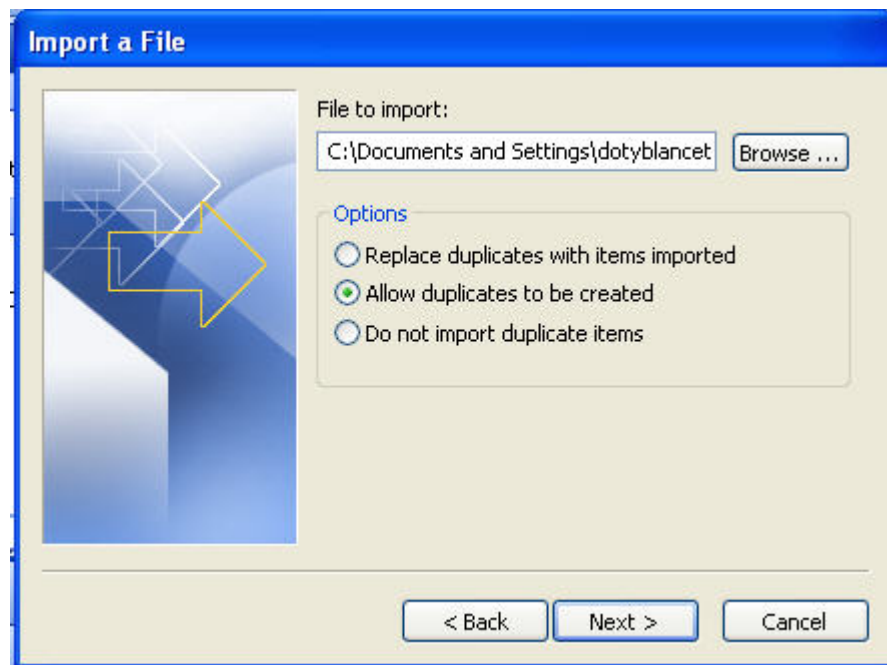 Import a File
File to import:
C:\Documents and Settings\dotyblancet
Browse ...
Options
Replace duplicates with items imported
Allow duplicates to be created
Do not import duplicate items
< Back
Next >
Cancel